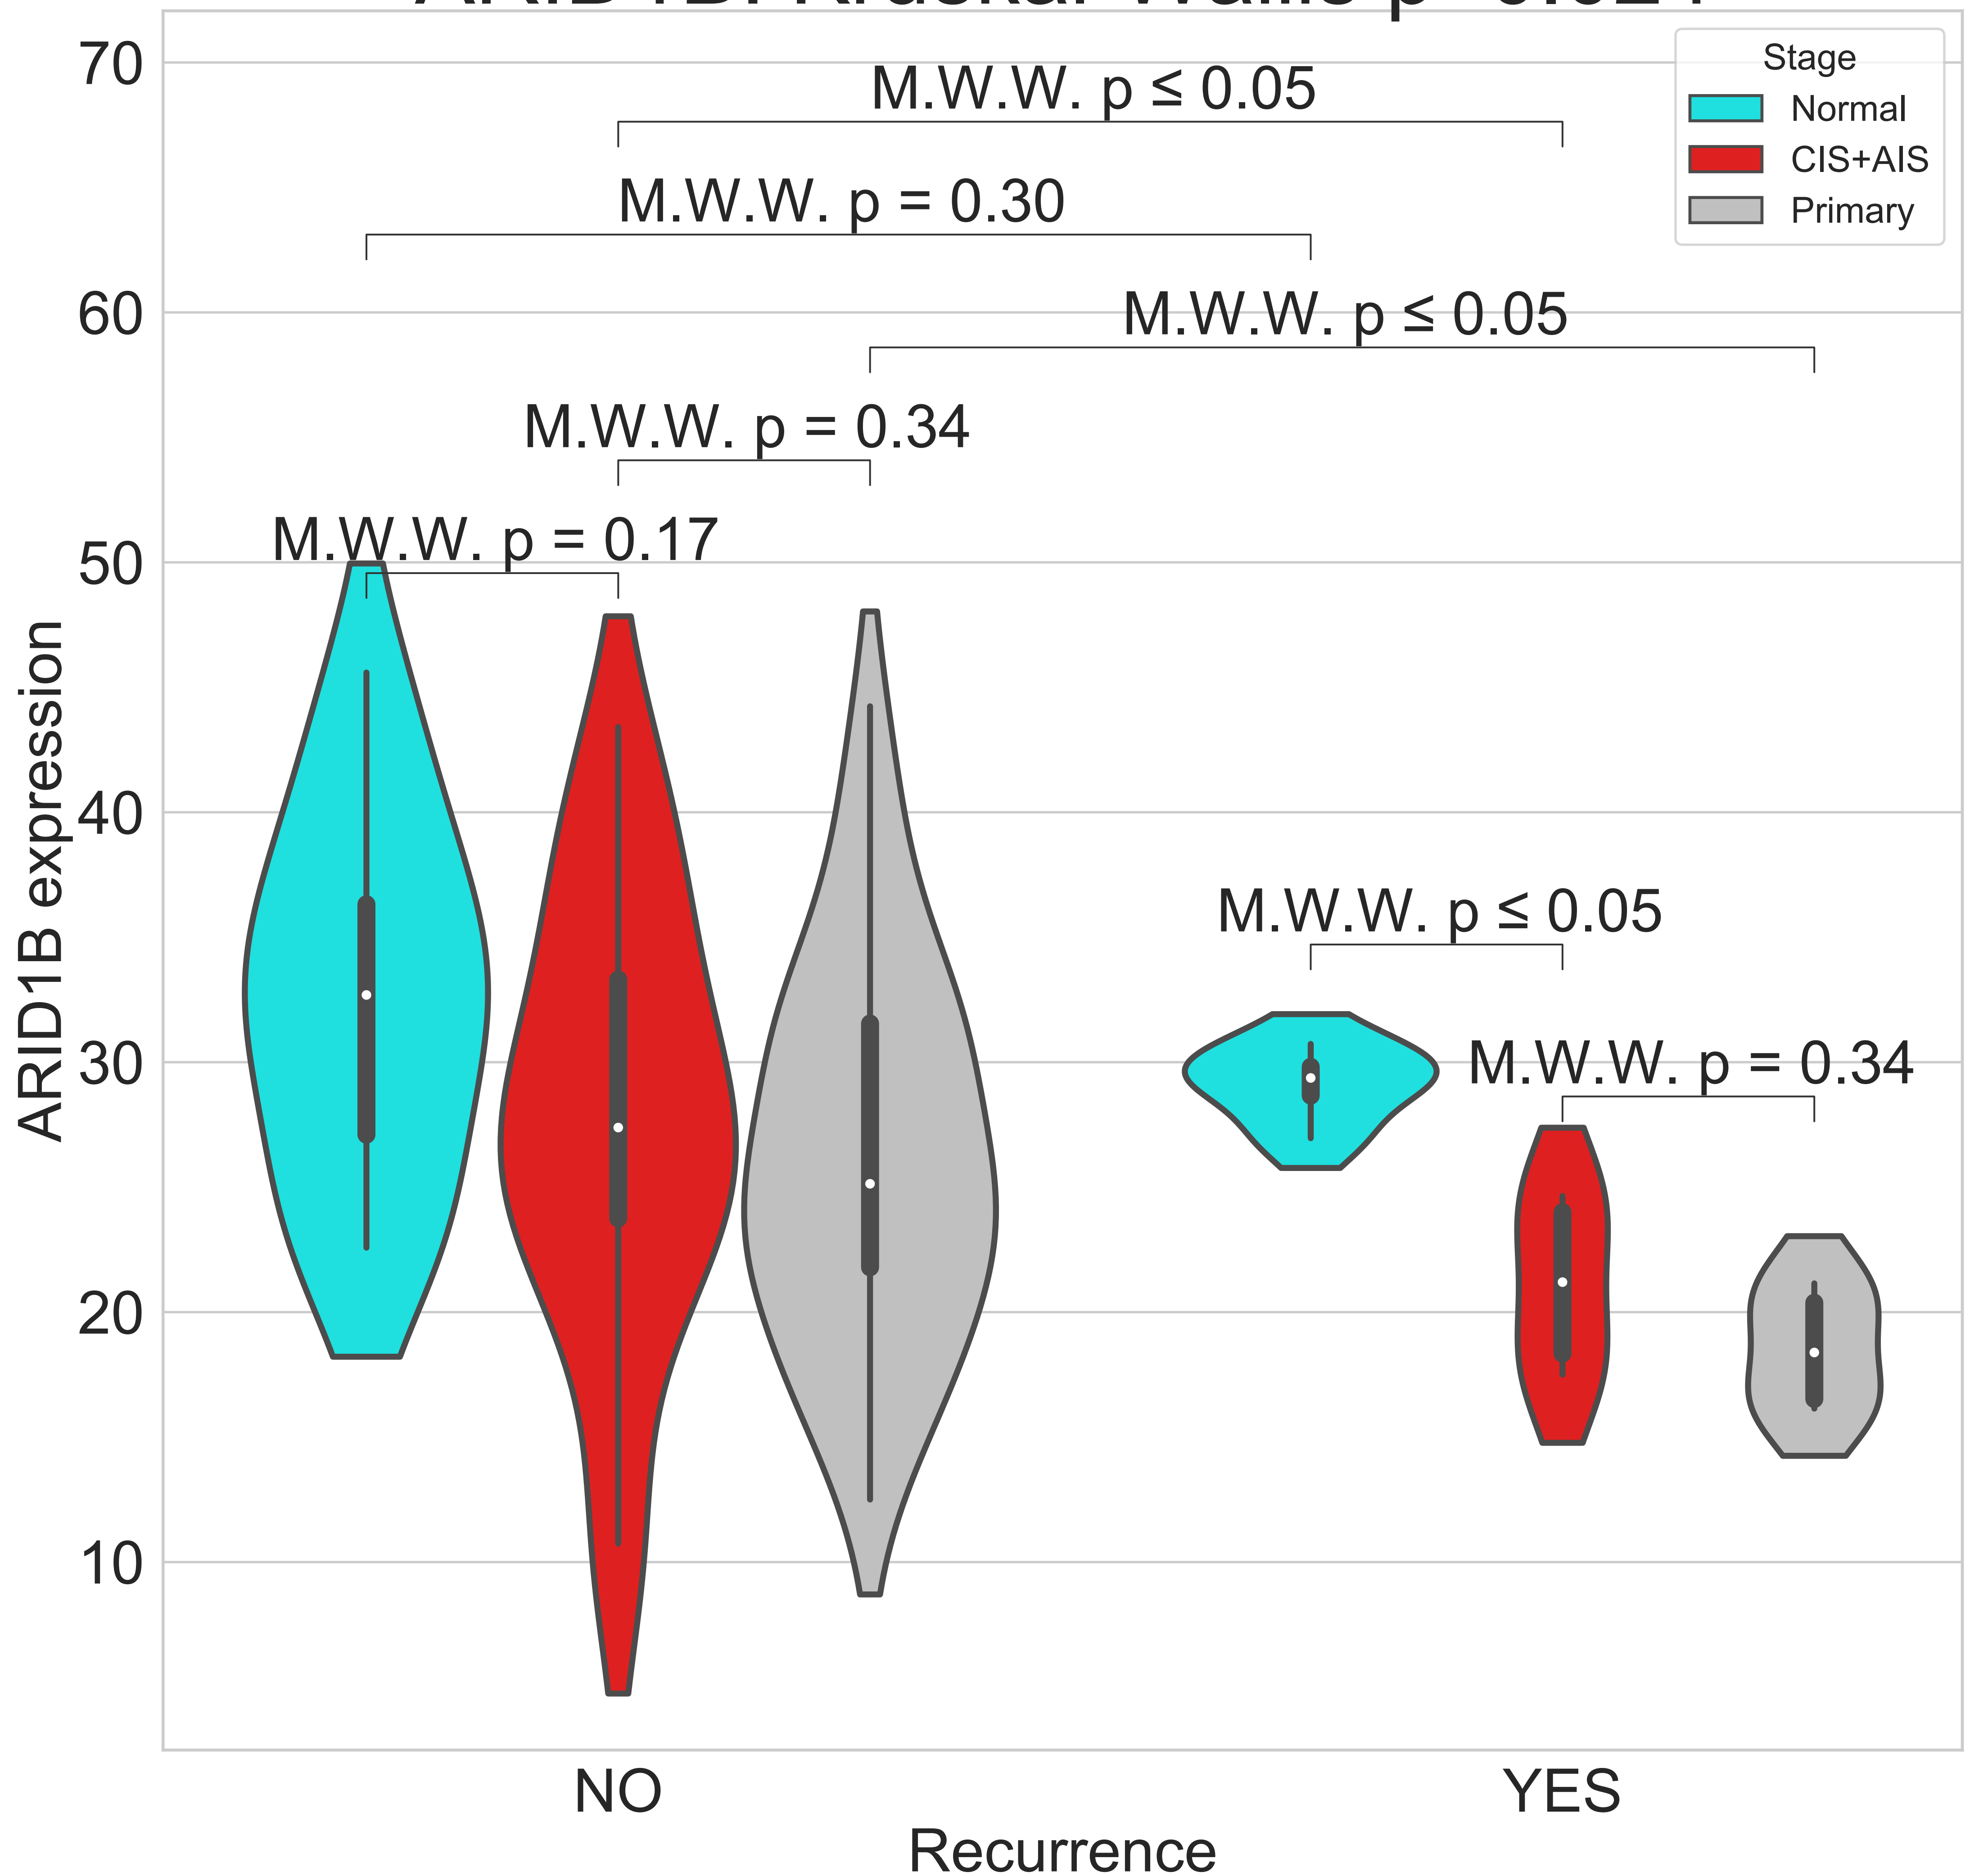 70
Stage
Normal
CIS+AIS
Primary
M.W.W. p ≤ 0.05
M.W.W. p = 0.30
60
M.W.W. p ≤ 0.05
M.W.W. p = 0.34
M.W.W. p = 0.17
50
ARID1B expression
40
M.W.W. p ≤ 0.05
30
M.W.W. p = 0.34
20
10
NO
YES
Recurrence